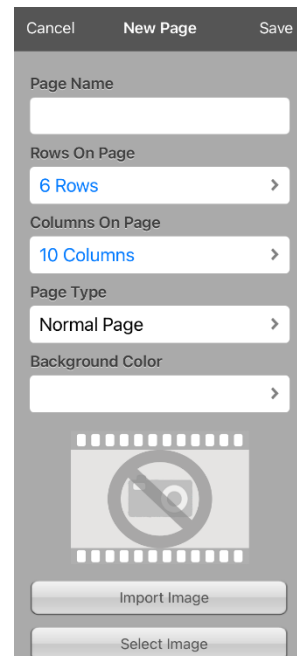 Cancel New Page Save
Page Name
Rows On Page
6 Rows
Columns On Page
10 Columns
Page Type
Normal Page
Background Color
Import Image
Select Image